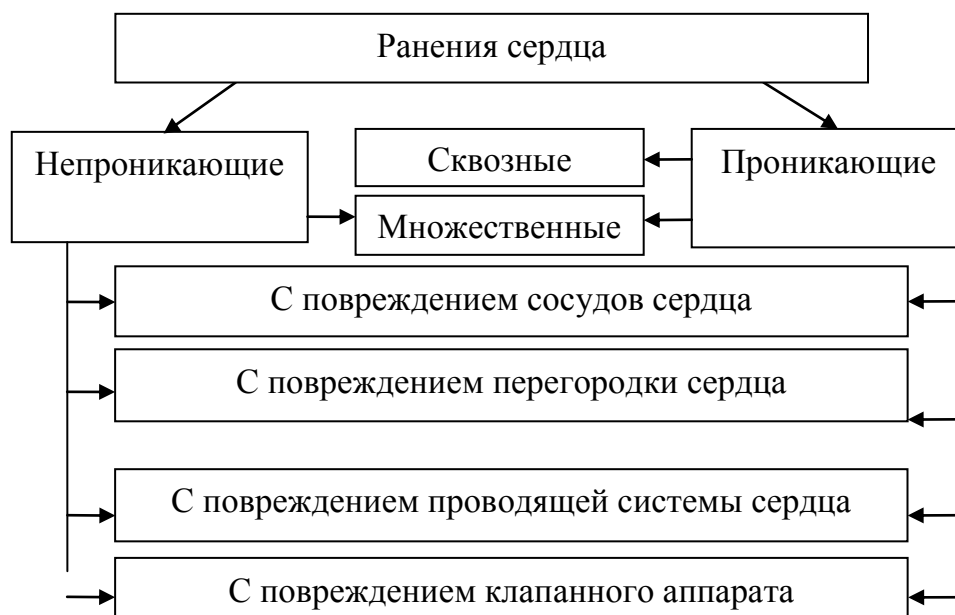 Ранения сердца
Непроникающие
Сквозные
Проникающие
Множественные
С повреждением сосудов сердца
С повреждением перегородки сердца
С повреждением проводящей системы сердца
С повреждением клапанного аппарата